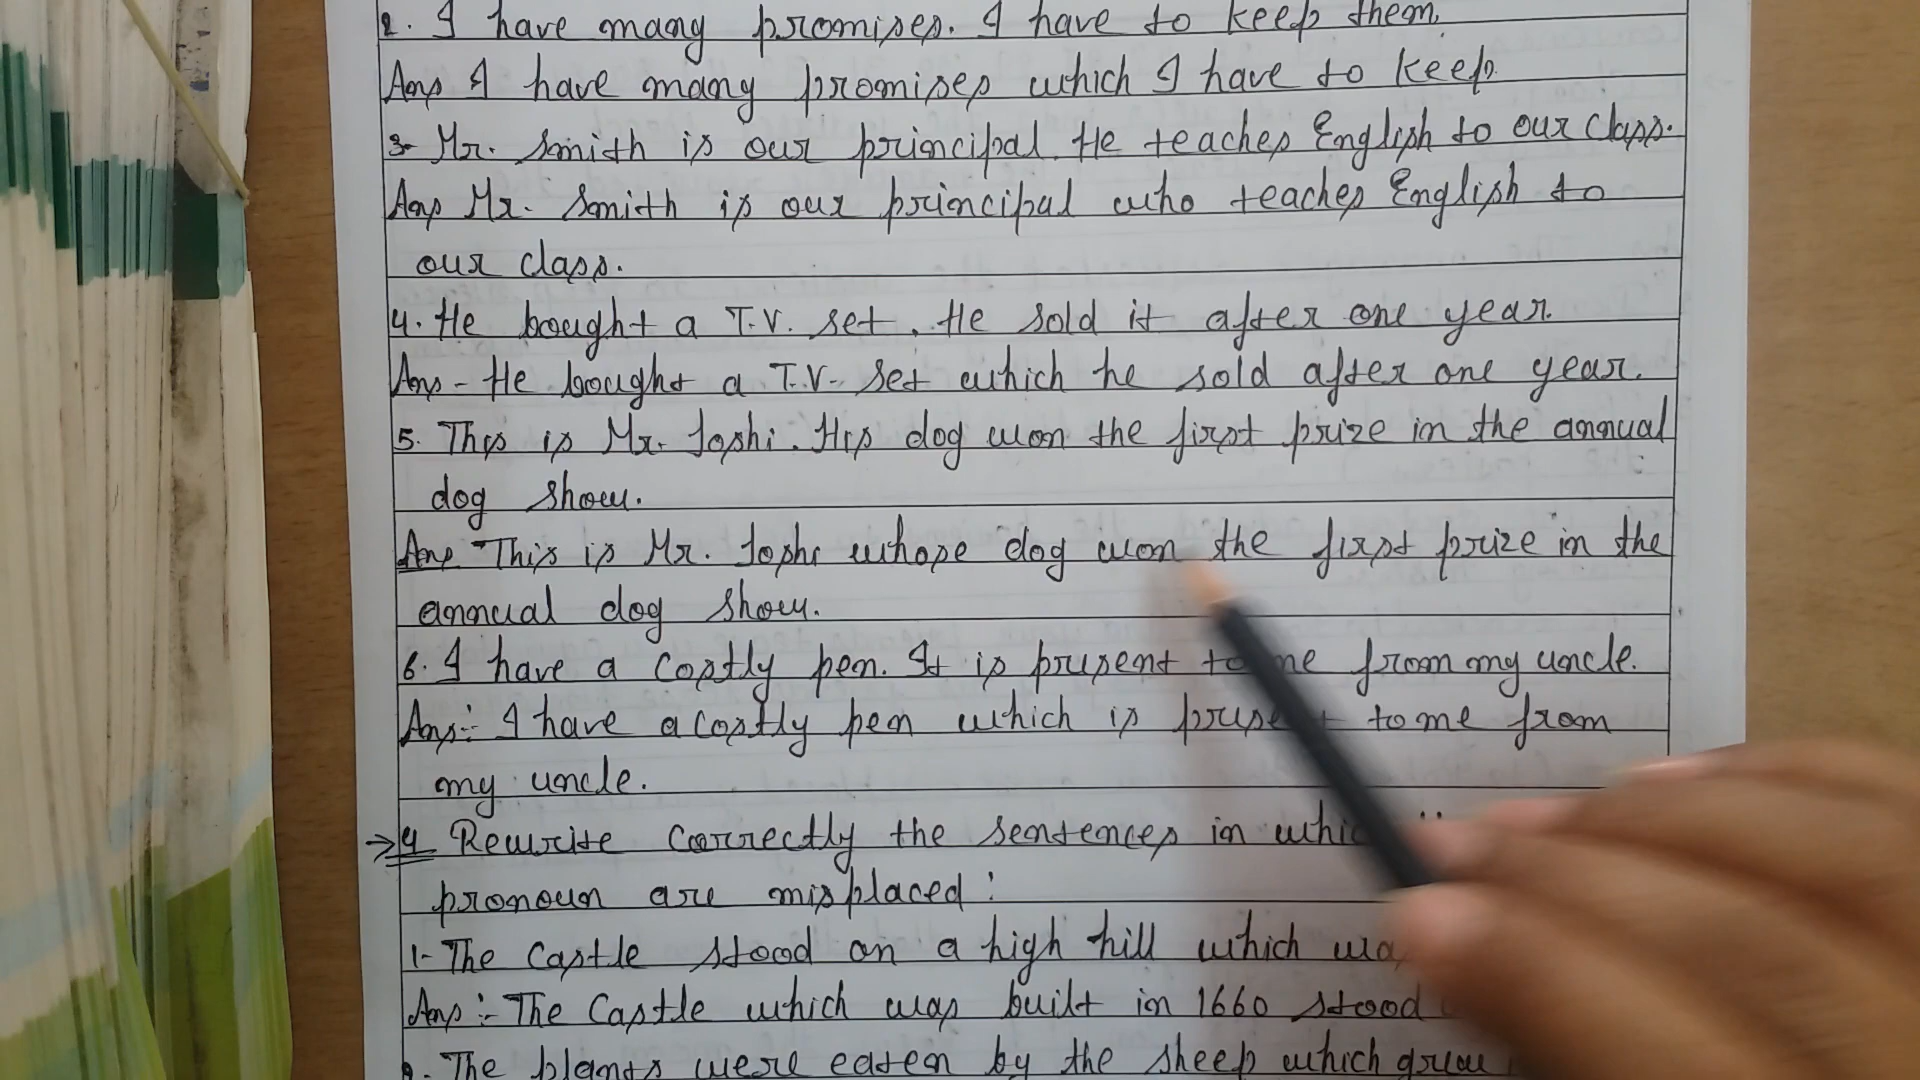 2. I have many promises. I have to keep them.
Ans I have many promises which I have to keep.
3- Mr. Smith is our principal. He teaches English to our class.
Ans Mr. Smith is our principal who teaches English to
our class.
4. He bought a T.V. set. He sold it after one year.
Ans - He bought a T.V. set which he sold after one year.
5. This is Mr. Joshi. His dog won the first prize in the annual
dog show.
Ans This is Mr. Joshi whose dog won the first prize in the
annual dog show.
6. I have a costly pen. It is present to me from my uncle.
Ans:- I have a costly pen which is present to me from
my uncle.
→ 4 Rewrite correctly the sentences in
pronoun are misplaced:
1- The Castle stood on a high hill which
Ans:- The Castle which was built in 1660 stood
The plants were eaten by the sheep which grew